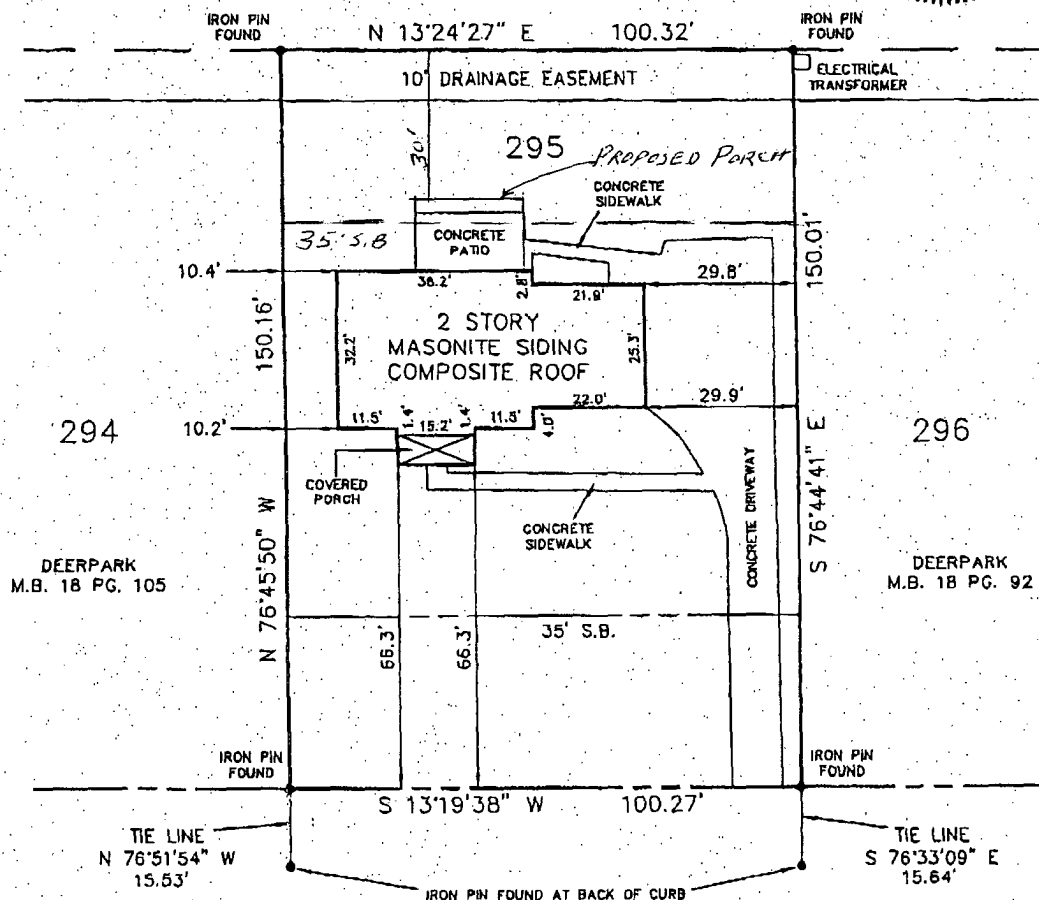 IRON PIN
FOUND
N 13°24'27" E 100.32'
IRON PIN
FOUND
10' DRAINAGE EASEMENT
ELECTRICAL
TRANSFORMER
30'
295
PROPOSED PORCH
CONCRETE
SIDEWALK
35' S.B
CONCRETE
PATIO
150.01'
10.4'
36.2'
2.8'
21.9'
29.8'
150.16'
32.2'
2 STORY
MASONITE SIDING
COMPOSITE ROOF
25.3'
294
10.2'
11.5'
1.4'
15.2'
1.4'
11.5'
4.0'
22.0'
29.9'
296
COVERED
PORCH
CONCRETE
SIDEWALK
CONCRETE DRIVEWAY
S 76°44'41" E
DEERPARK
M.B. 18 PG. 105
N 76°45'50" W
DEERPARK
M.B. 18 PG. 92
66.3'
66.3'
35' S.B.
IRON PIN
FOUND
IRON PIN
FOUND
S 13°19'38" W 100.27'
TIE LINE
N 76°51'54" W
15.53'
TIE LINE
S 76°33'09" E
15.64'
IRON PIN FOUND AT BACK OF CURB